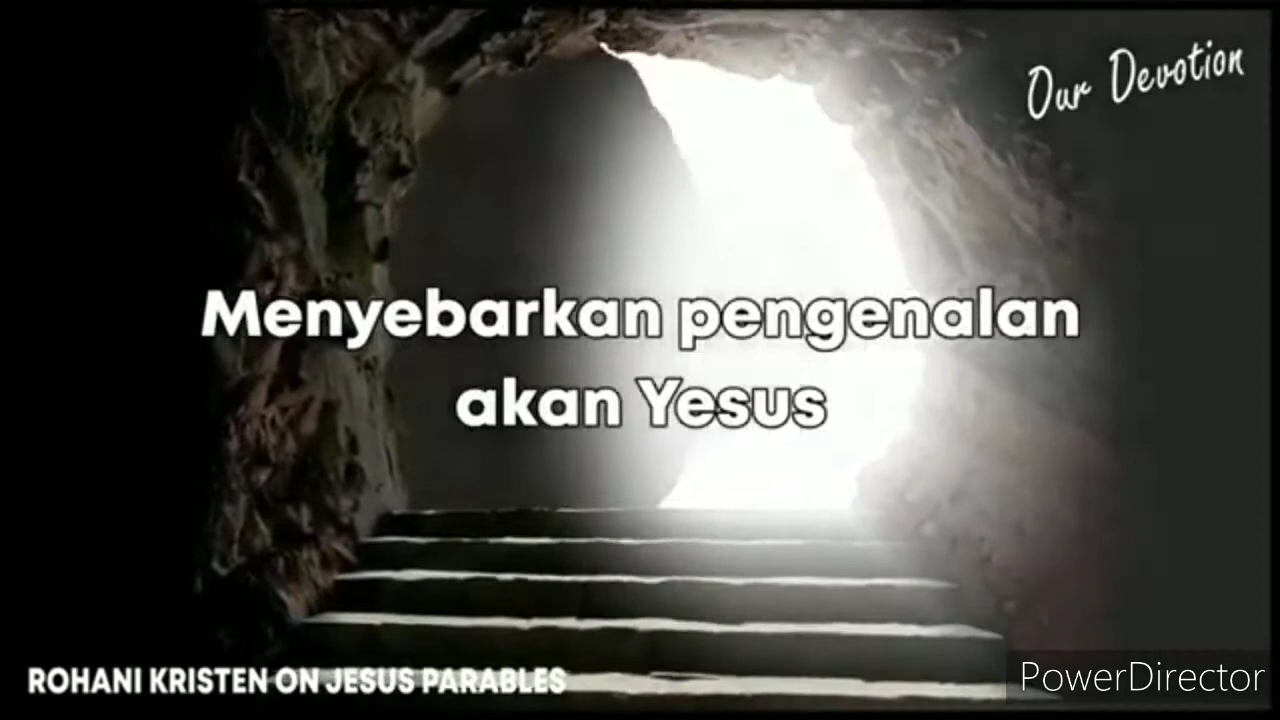 Our Devotion
Menyebarkan pengenalan
akan Yesus
ROHANI KRISTEN ON JESUS PARABLES
PowerDirector